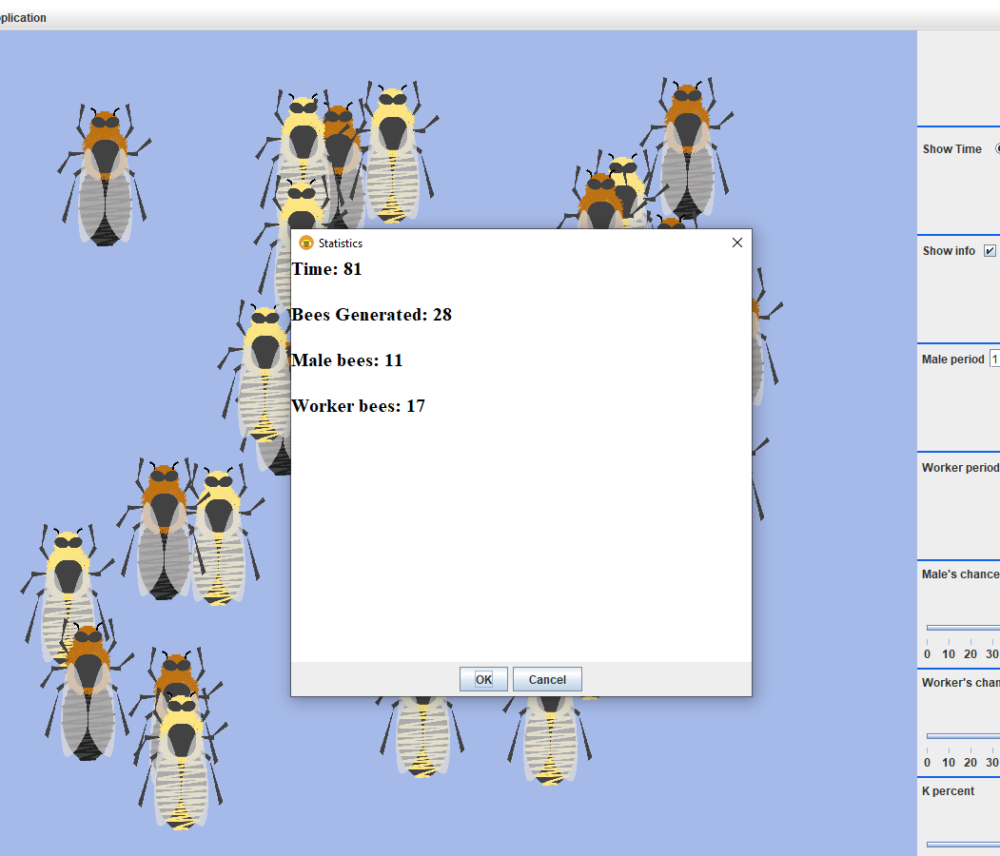 plication
Statistics
Time: 81
Bees Generated: 28
Male bees: 11
Worker bees: 17
OK Cancel
Show Time
Show info
Male period 1
Worker period
Male's chance
0 10 20 30
Worker's chan
0 10 20 30
K percent